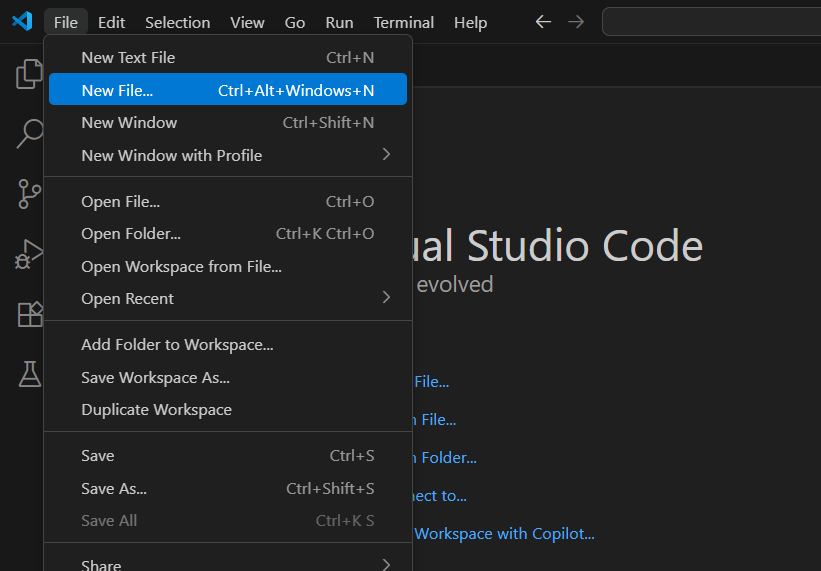 File Edit Selection View Go Run Terminal Help
New Text File Ctrl+N
New File... Ctrl+Alt+Windows+N
New Window Ctrl+Shift+N
New Window with Profile
Open File... Ctrl+O
Open Folder... Ctrl+K Ctrl+O
Open Workspace from File...
Open Recent
Add Folder to Workspace...
Save Workspace As...
Duplicate Workspace
Save Ctrl+S
Save As... Ctrl+Shift+S
Save All Ctrl+K S
Share
Studio Code
evolved
File...
File...
Folder...
to...
Workspace with Copilot...